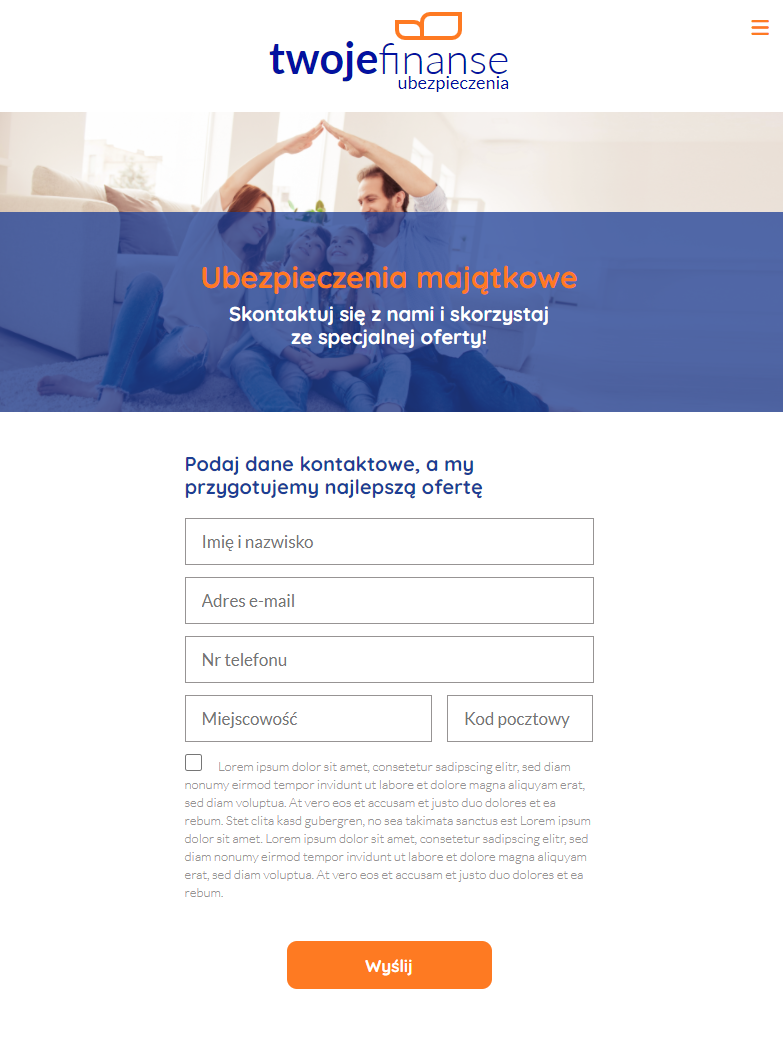 twojefinanse
ubezpieczenia
Ubezpieczenia majątkowe
Skontaktuj się z nami i skorzystaj
ze specjalnej oferty!
Podaj dane kontaktowe, a my
przygotujemy najlepszą ofertę
Imię i nazwisko
Adres e-mail
Nr telefonu
Miejscowość Kod pocztowy
Lorem ipsum dolor sit amet, consetetur sadipscing elitr, sed diam
nonumy eirmod tempor invidunt ut labore et dolore magna aliquyam erat,
sed diam voluptua. At vero eos et accusam et justo duo dolores et ea
rebum. Stet clita kasd gubergren, no sea takimata sanctus est Lorem ipsum
dolor sit amet. Lorem ipsum dolor sit amet, consetetur sadipscing elitr, sed
diam nonumy eirmod tempor invidunt ut labore et dolore magna aliquyam
erat, sed diam voluptua. At vero eos et accusam et justo duo dolores et ea
rebum.
Wyślij